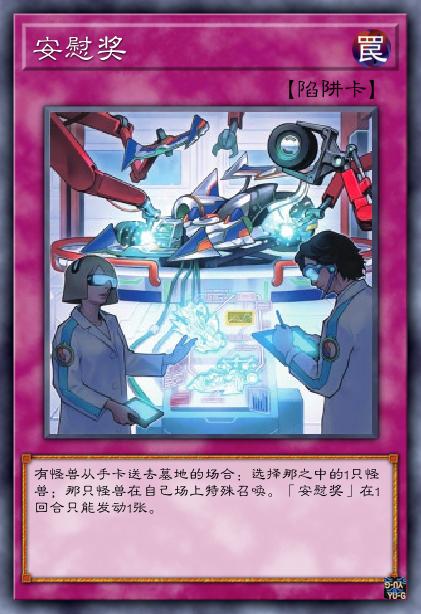 安慰奖
罠
【陷阱卡】
有怪兽从手卡送去墓地的场合：选择那之中的1只怪
兽；那只怪兽在自己场上特殊召唤。「安慰奖」在1
回合只能发动1张。